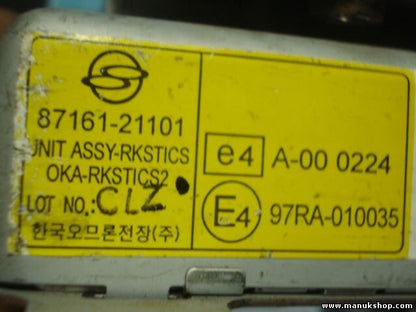 87161-21101
UNIT ASSY-RKSTICS
OKA-RKSTICS2
LOT NO.: CLZ
한국오므론전장(주)
e4 A-00 0224
E4 97RA-010035
www.manukshop.com